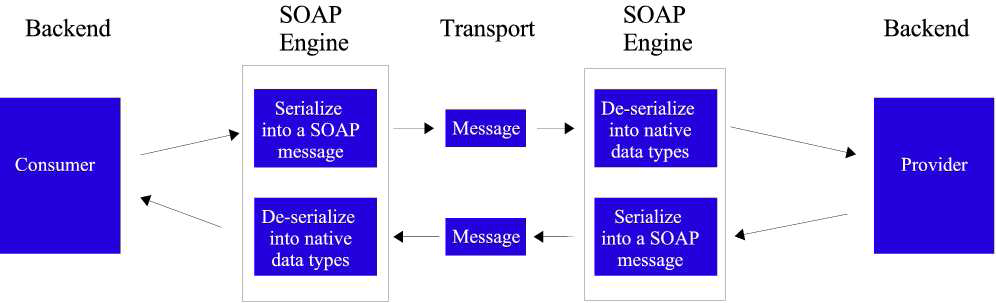 Backend
SOAP
Engine
Transport
SOAP
Engine
Backend
Consumer
Serialize
into a SOAP
message
Message
De-serialize
into native
data types
Provider
De-serialize
into native
data types
Message
Serialize
into a SOAP
message